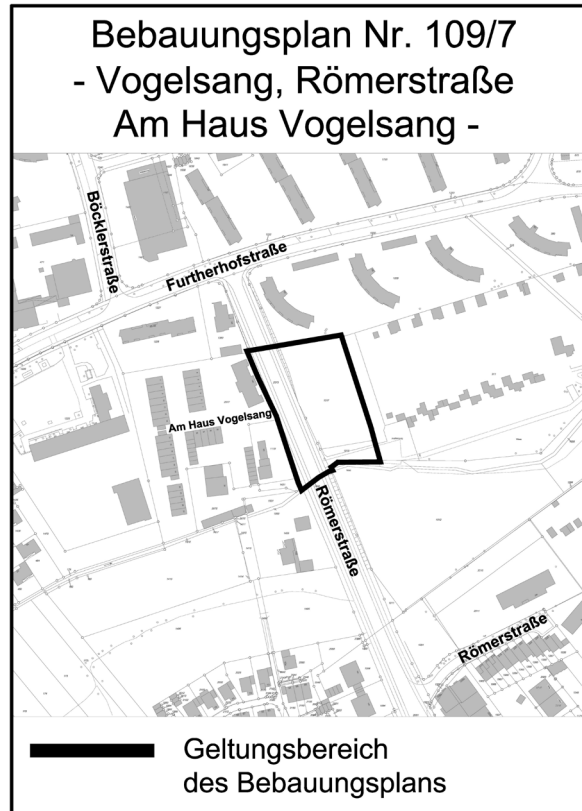 Bebauungsplan Nr. 109/7
- Vogelsang, Römerstraße
Am Haus Vogelsang -
Böcklerstraße
Furtherhofstraße
Am Haus Vogelsang
Römerstraße
Römerstraße
Geltungsbereich
des Bebauungsplans